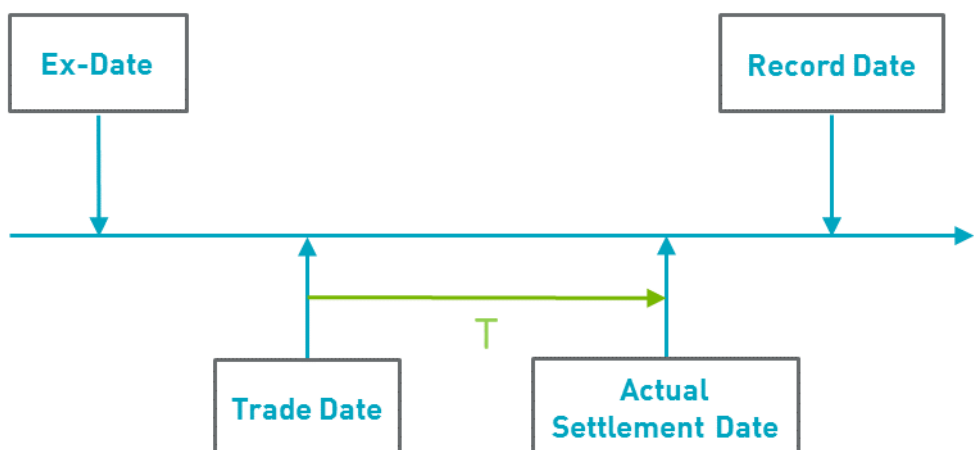 Ex-Date
Record Date
T
Trade Date
Actual
Settlement Date